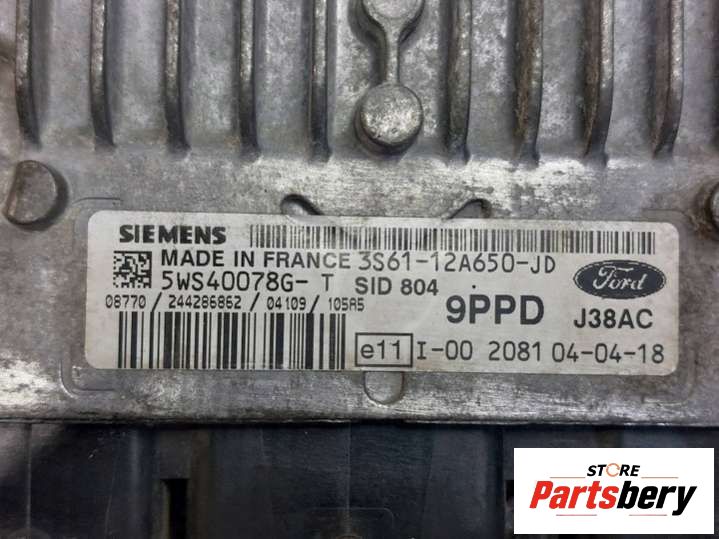 SIEMENS
MADE IN FRANCE 3S61-12A650-JD
5WS40078G- T SID 804
Ford
08770 / 244286862 / 04109 / 105A5
9PPD J38AC
e11 I-00 2081 04-04-18
STORE
Partsbery